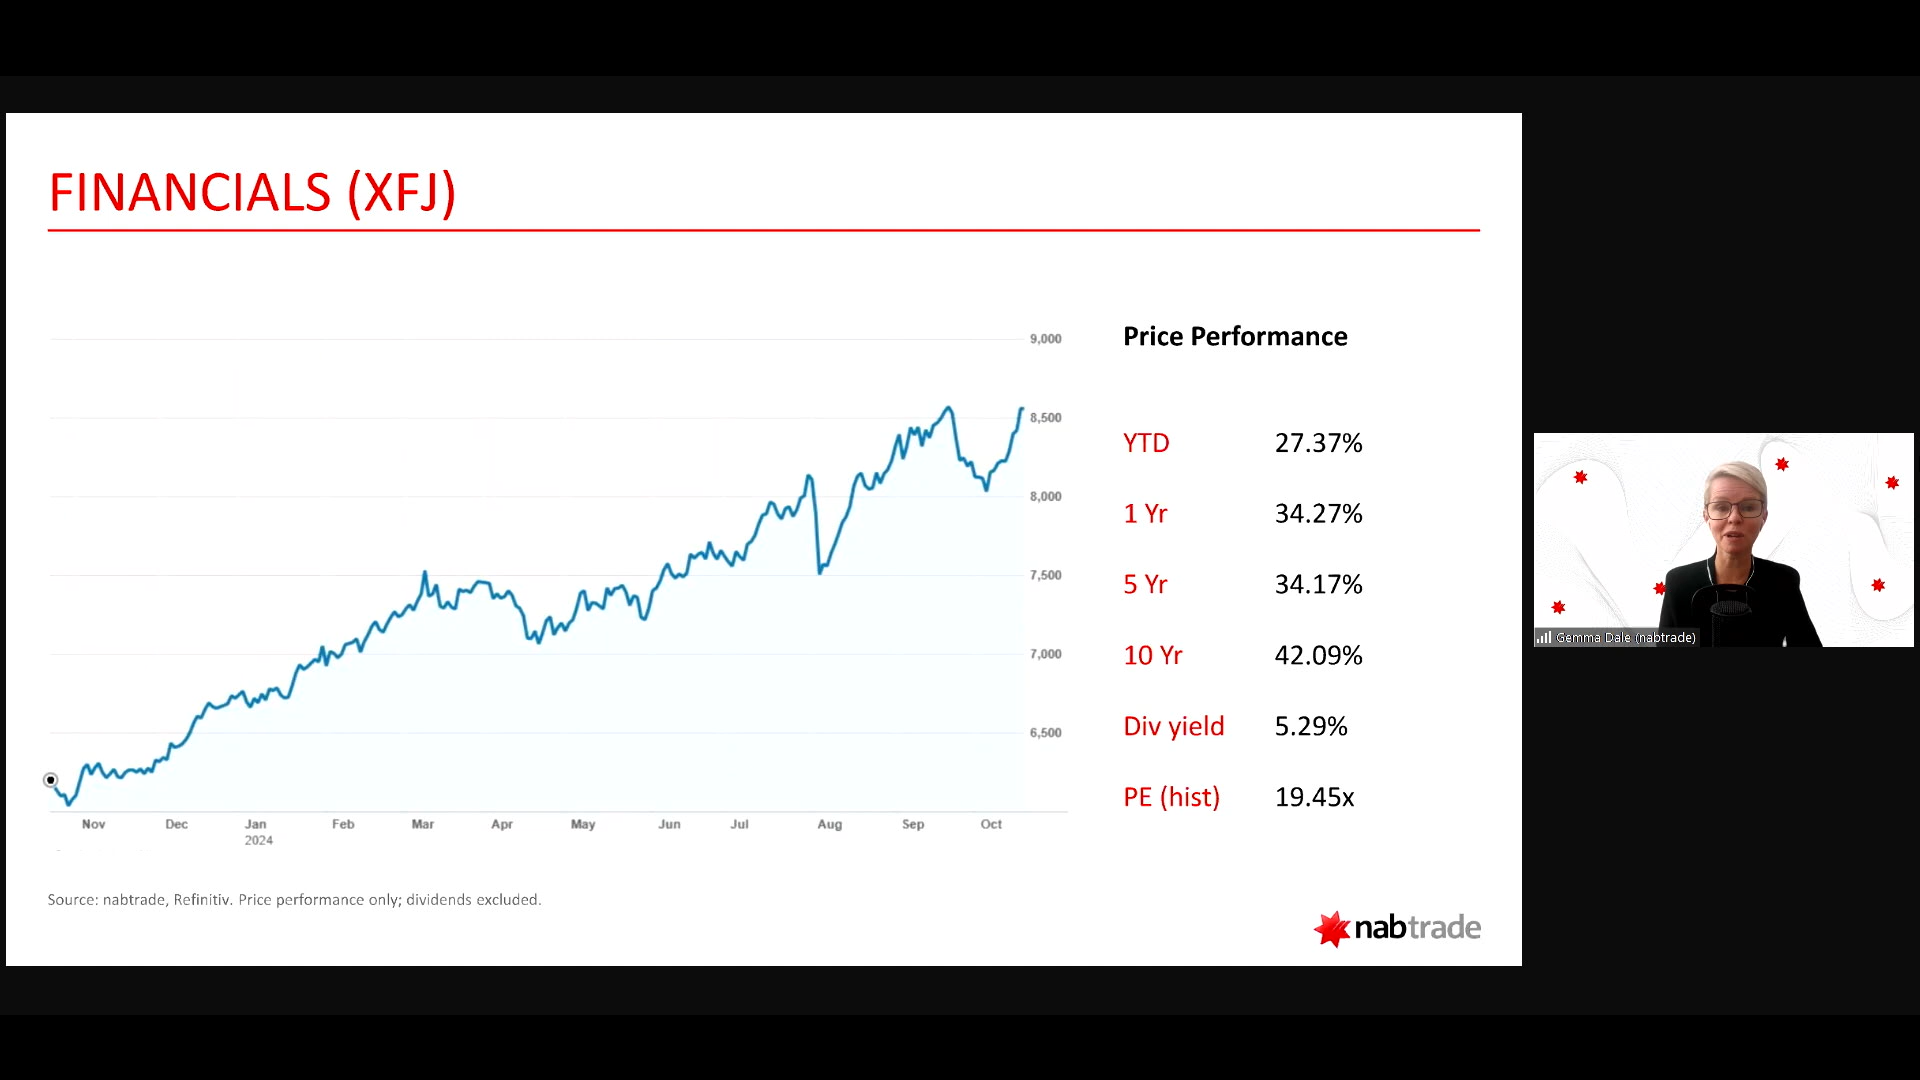 FINANCIALS (XFJ)
9,000
8,500
8,000
7,500
7,000
6,500
Nov Dec Jan Feb Mar Apr May Jun Jul Aug Sep Oct
2024
Price Performance
YTD 27.37%
1 Yr 34.27%
5 Yr 34.17%
10 Yr 42.09%
Div yield 5.29%
PE (hist) 19.45x
Source: nabtrade, Refinitiv. Price performance only; dividends excluded.
nabtrade
Gemma Dale (nabtrade)